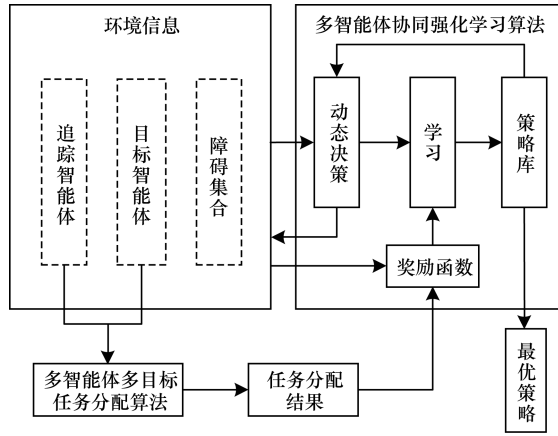 环境信息
多智能体协同强化学习算法
追踪智能体
目标智能体
障碍集合
动态决策
学习
策略库
奖励函数
多智能体多目标
任务分配算法
任务分配
结果
最优策略